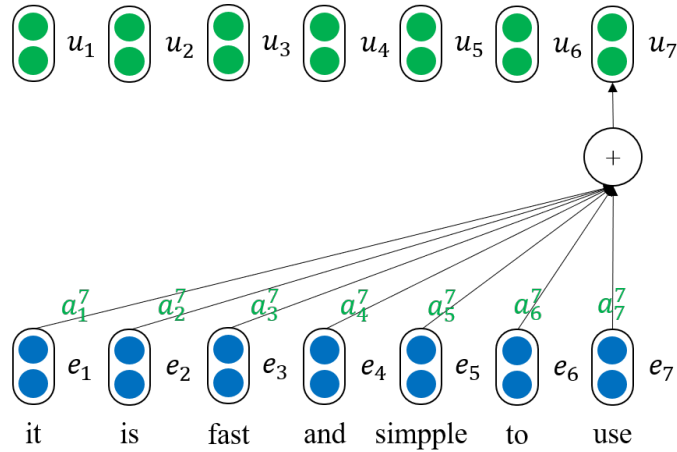 u₁ u₂ u₃ u₄ u₅ u₆ u₇
+
a₁⁷ a₂⁷ a₃⁷ a₄⁷ a₅⁷ a₆⁷ a₇⁷
e₁ e₂ e₃ e₄ e₅ e₆ e₇
it is fast and simpple to use